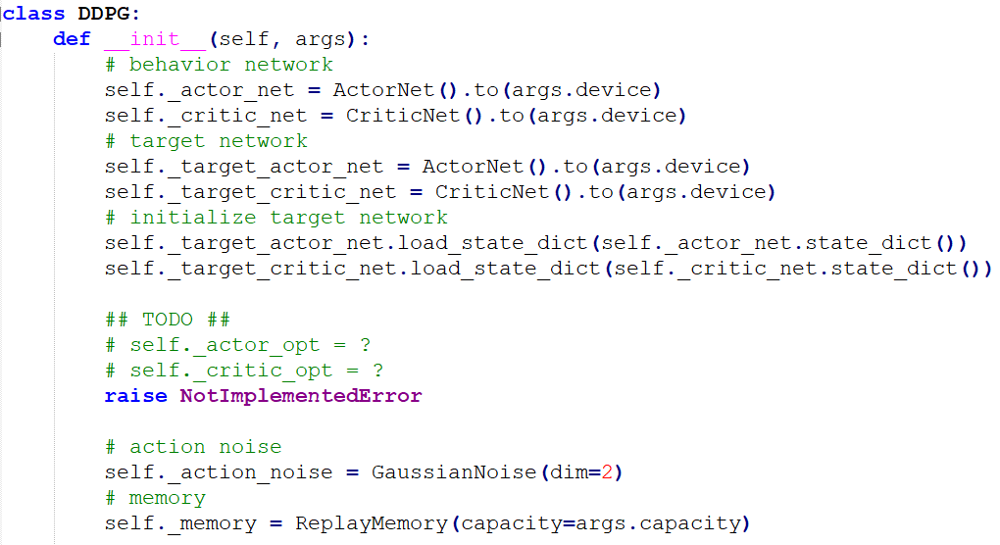 class DDPG:
    def __init__(self, args):
        # behavior network
        self._actor_net = ActorNet().to(args.device)
        self._critic_net = CriticNet().to(args.device)
        # target network
        self._target_actor_net = ActorNet().to(args.device)
        self._target_critic_net = CriticNet().to(args.device)
        # initialize target network
        self._target_actor_net.load_state_dict(self._actor_net.state_dict())
        self._target_critic_net.load_state_dict(self._critic_net.state_dict())

        ## TODO ##
        # self._actor_opt = ?
        # self._critic_opt = ?
        raise NotImplementedError

        # action noise
        self._action_noise = GaussianNoise(dim=2)
        # memory
        self._memory = ReplayMemory(capacity=args.capacity)